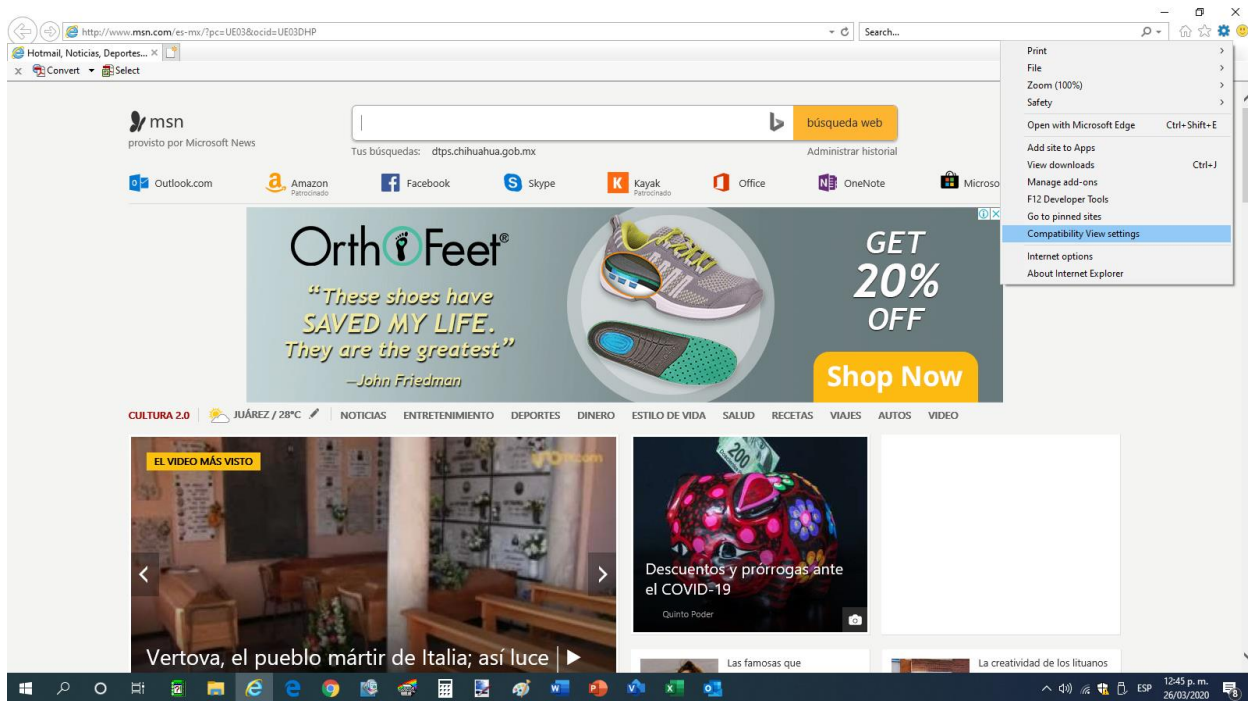 http://www.msn.com/es-mx/?pc=UE03&ocid=UE03DHP
Search...
Hotmail, Noticias, Deportes...
Convert
Select
Print
File
Zoom (100%)
Safety
Open with Microsoft Edge Ctrl+Shift+E
Add site to Apps
View downloads Ctrl+J
Manage add-ons
F12 Developer Tools
Go to pinned sites
Compatibility View settings
Internet options
About Internet Explorer
msn
provisto por Microsoft News
búsqueda web
Tus búsquedas: dtps.chihuahua.gob.mx
Administrar historial
Outlook.com
Amazon
Patrocinado
Facebook
Skype
Kayak
Patrocinado
Office
OneNote
Microso
OrthoFeet®
“These shoes have
SAVED MY LIFE.
They are the greatest”
—John Friedman
GET
20%
OFF
Shop Now
CULTURA 2.0 JUÁREZ / 28°C NOTICIAS ENTRETENIMIENTO DEPORTES DINERO ESTILO DE VIDA SALUD RECETAS VIAJES AUTOS VIDEO
EL VIDEO MÁS VISTO
Vertova, el pueblo mártir de Italia; así luce
200
Descuentos y prórrogas ante
el COVID-19
Quinto Poder
Las famosas que
La creatividad de los lituanos
ESP
12:45 p. m.
26/03/2020
8